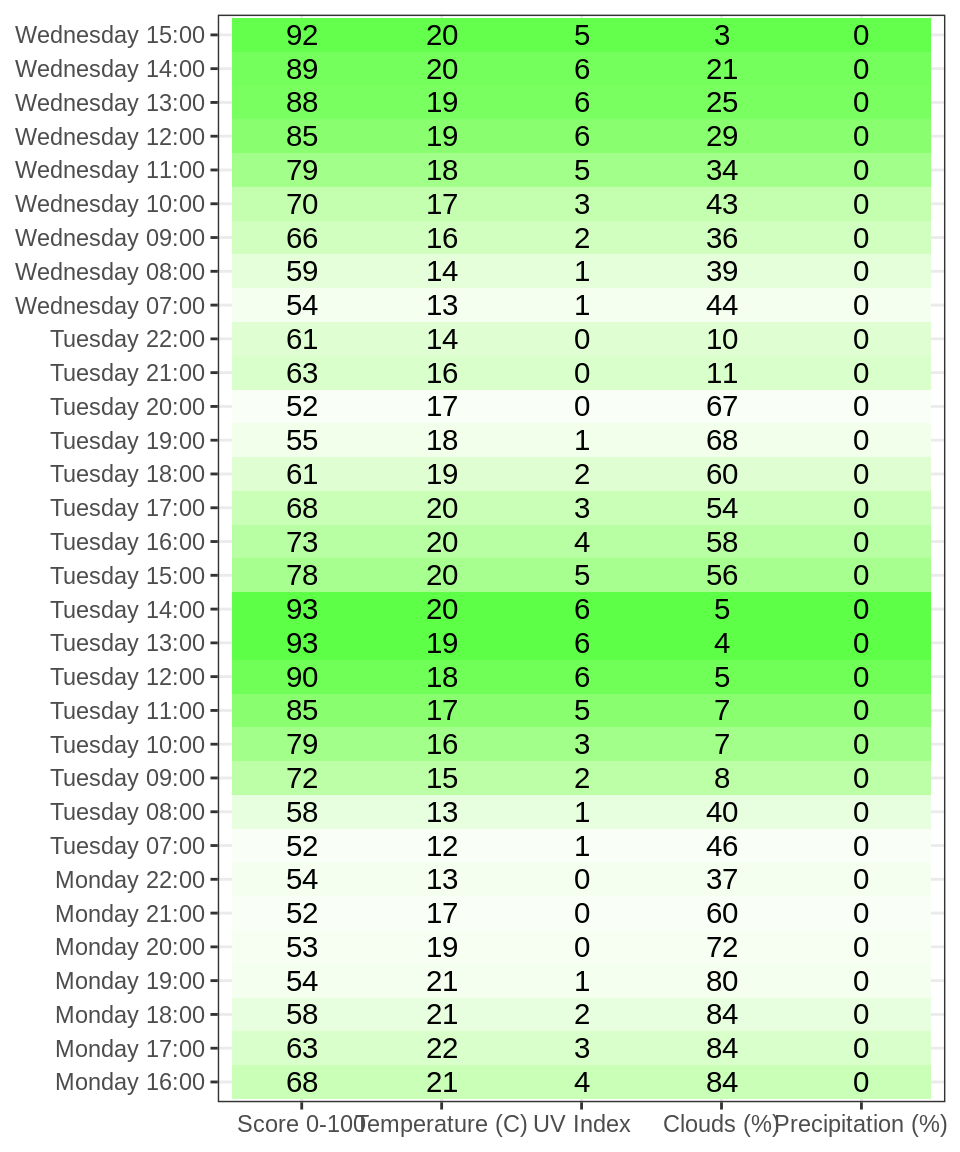 Wednesday 15:00 92 20 5 3 0
Wednesday 14:00 89 20 6 21 0
Wednesday 13:00 88 19 6 25 0
Wednesday 12:00 85 19 6 29 0
Wednesday 11:00 79 18 5 34 0
Wednesday 10:00 70 17 3 43 0
Wednesday 09:00 66 16 2 36 0
Wednesday 08:00 59 14 1 39 0
Wednesday 07:00 54 13 1 44 0
Tuesday 22:00 61 14 0 10 0
Tuesday 21:00 63 16 0 11 0
Tuesday 20:00 52 17 0 67 0
Tuesday 19:00 55 18 1 68 0
Tuesday 18:00 61 19 2 60 0
Tuesday 17:00 68 20 3 54 0
Tuesday 16:00 73 20 4 58 0
Tuesday 15:00 78 20 5 56 0
Tuesday 14:00 93 20 6 5 0
Tuesday 13:00 93 19 6 4 0
Tuesday 12:00 90 18 6 5 0
Tuesday 11:00 85 17 5 7 0
Tuesday 10:00 79 16 3 7 0
Tuesday 09:00 72 15 2 8 0
Tuesday 08:00 58 13 1 40 0
Tuesday 07:00 52 12 1 46 0
Monday 22:00 54 13 0 37 0
Monday 21:00 52 17 0 60 0
Monday 20:00 53 19 0 72 0
Monday 19:00 54 21 1 80 0
Monday 18:00 58 21 2 84 0
Monday 17:00 63 22 3 84 0
Monday 16:00 68 21 4 84 0
Score 0-100 Temperature (C) UV Index Clouds (%) Precipitation (%)